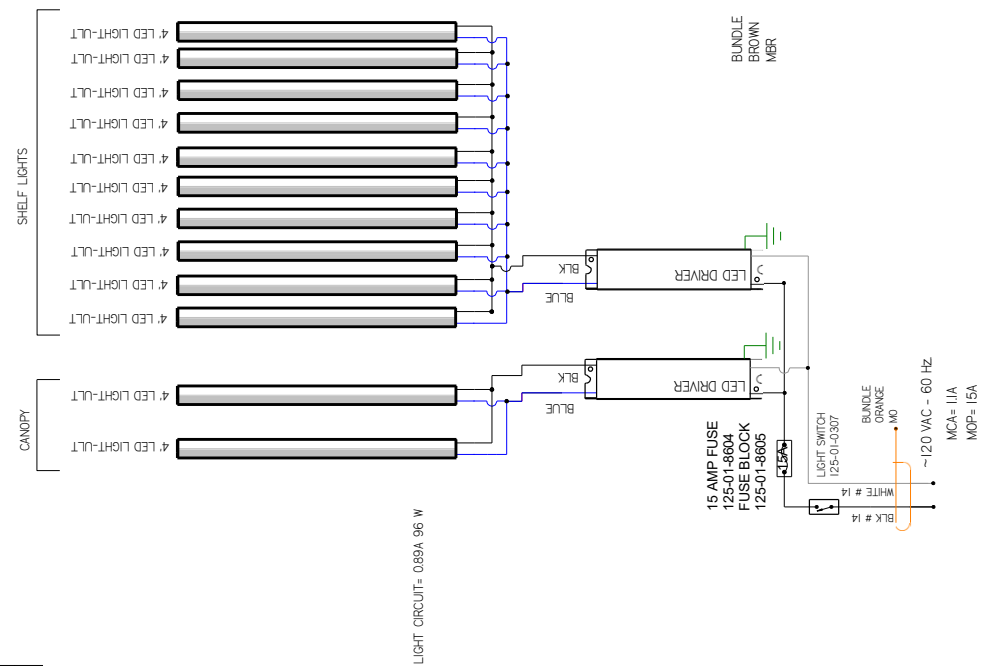 SHELF LIGHTS
4' LED LIGHT-ULT
4' LED LIGHT-ULT
4' LED LIGHT-ULT
4' LED LIGHT-ULT
4' LED LIGHT-ULT
4' LED LIGHT-ULT
4' LED LIGHT-ULT
4' LED LIGHT-ULT
4' LED LIGHT-ULT
4' LED LIGHT-ULT
CANOPY
4' LED LIGHT-ULT
4' LED LIGHT-ULT
BUNDLE
BROWN
MBR
BLK
BLUE
LED DRIVER
BLK
BLUE
LED DRIVER
15 AMP FUSE
125-01-8604
FUSE BLOCK
125-01-8605
15A
LIGHT SWITCH
125-01-0307
BUNDLE
ORANGE
MO
WHITE # 14
BLK # 14
~120 VAC - 60 Hz
MCA= 1.1A
MOP= 15A
LIGHT CIRCUIT= 0.89A 96 W